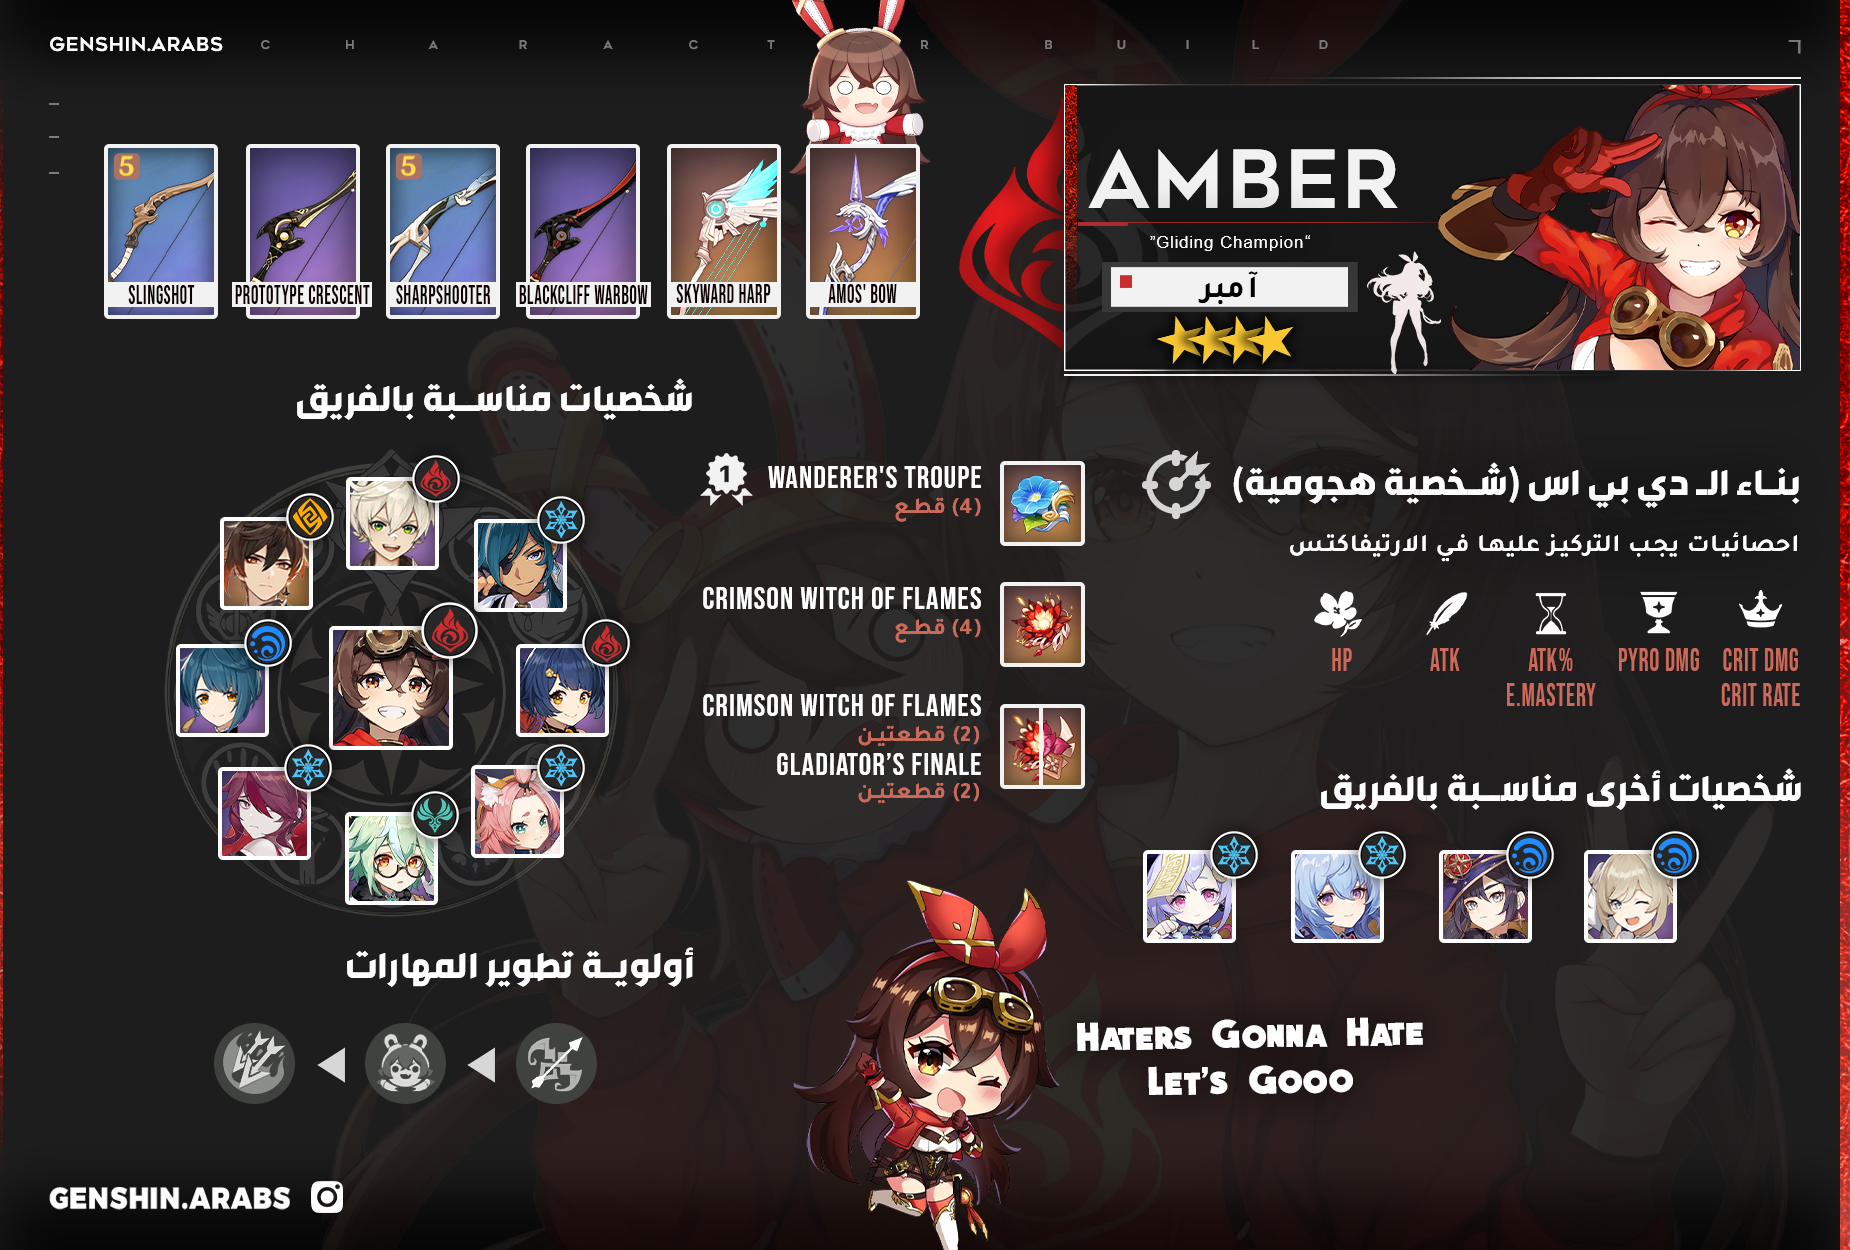 GENSHIN.ARABS
C H A R A C T R B U I L D
AMBER
"Gliding Champion"
آمبر
5
5
SLINGSHOT
PROTOTYPE CRESCENT
SHARPSHOOTER
BLACKCLIFF WARBOW
SKYWARD HARP
AMOS' BOW
شخصيات مناسبة بالفريق
1
WANDERER'S TROUPE
(4) قطع
CRIMSON WITCH OF FLAMES
(4) قطع
CRIMSON WITCH OF FLAMES
(2) قطعتين
GLADIATOR'S FINALE
(2) قطعتين
بناء الـ دي بي اس (شخصية هجومية)
احصائيات يجب التركيز عليها في الارتيفاكتس
HP
ATK
ATK%
E.MASTERY
PYRO DMG
CRIT DMG
CRIT RATE
شخصيات أخرى مناسبة بالفريق
أولوية تطوير المهارات
HATERS GONNA HATE
LET'S GOOO
GENSHIN.ARABS